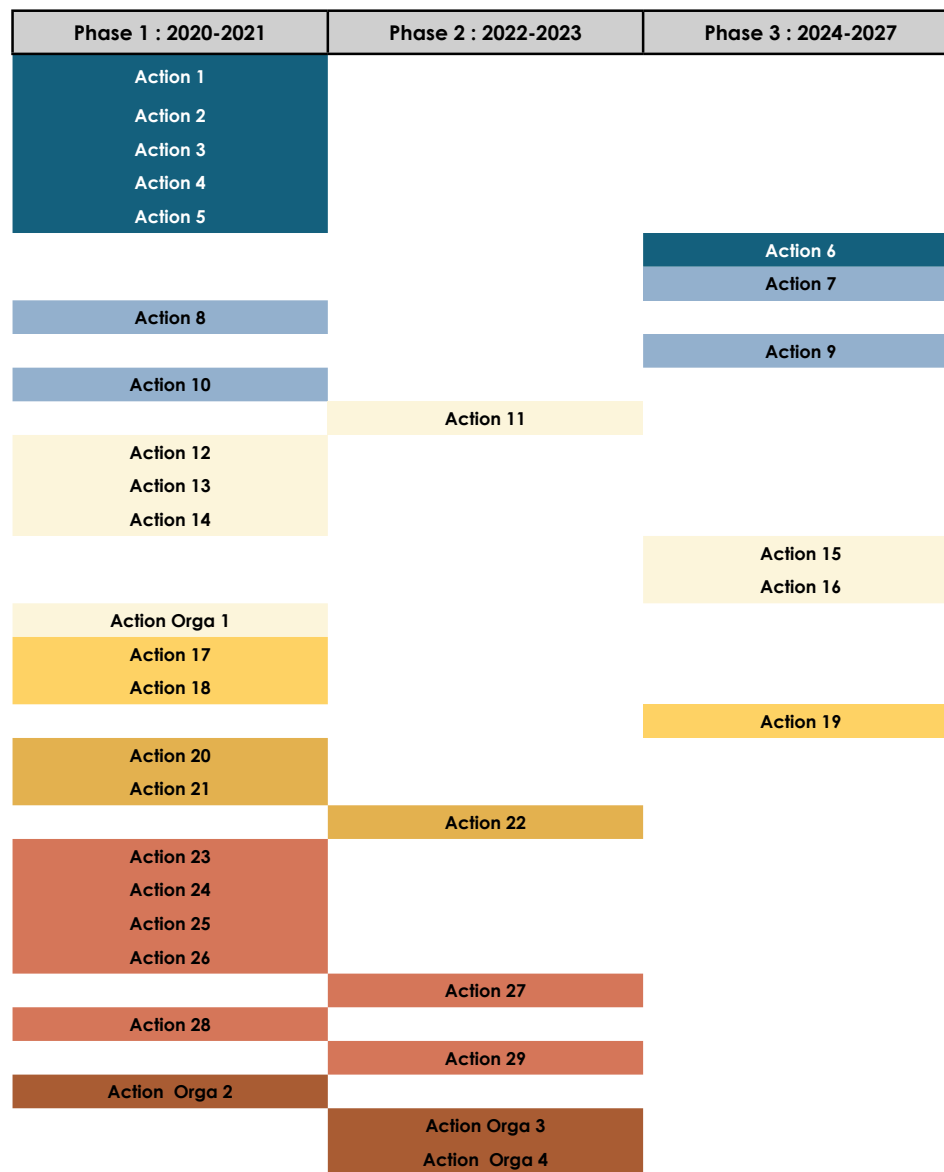 Phase 1 : 2020-2021 Phase 2 : 2022-2023 Phase 3 : 2024-2027
Action 1
Action 2
Action 3
Action 4
Action 5
Action 6
Action 7
Action 8
Action 9
Action 10
Action 11
Action 12
Action 13
Action 14
Action 15
Action 16
Action Orga 1
Action 17
Action 18
Action 19
Action 20
Action 21
Action 22
Action 23
Action 24
Action 25
Action 26
Action 27
Action 28
Action 29
Action Orga 2
Action Orga 3
Action Orga 4